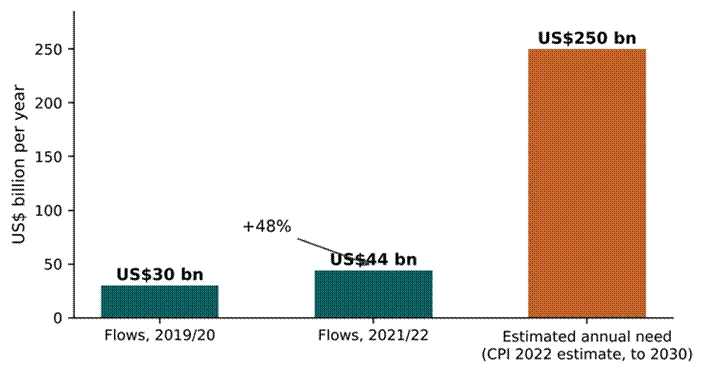 US$ billion per year
250
200
150
100
50
0
US$30 bn
+48%
US$44 bn
US$250 bn
Flows, 2019/20
Flows, 2021/22
Estimated annual need
(CPI 2022 estimate, to 2030)